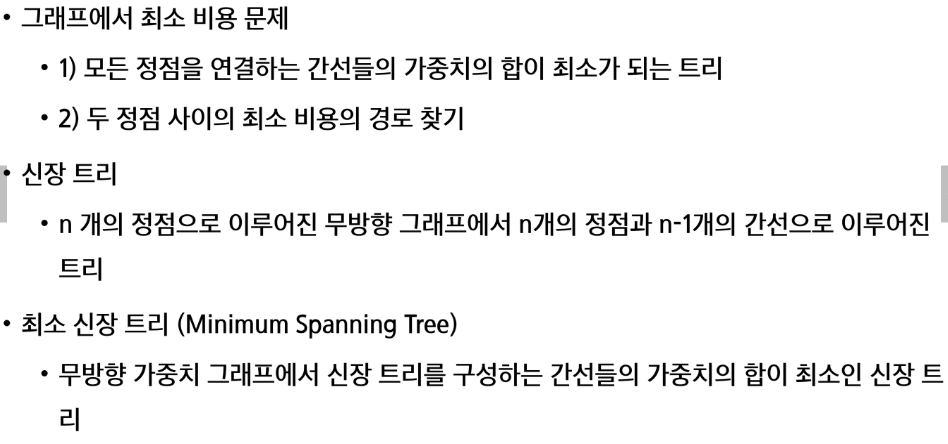 • 그래프에서 최소 비용 문제
• 1) 모든 정점을 연결하는 간선들의 가중치의 합이 최소가 되는 트리
• 2) 두 정점 사이의 최소 비용의 경로 찾기
• 신장 트리
• n 개의 정점으로 이루어진 무방향 그래프에서 n개의 정점과 n-1개의 간선으로 이루어진
트리
• 최소 신장 트리 (Minimum Spanning Tree)
• 무방향 가중치 그래프에서 신장 트리를 구성하는 간선들의 가중치의 합이 최소인 신장 트
리